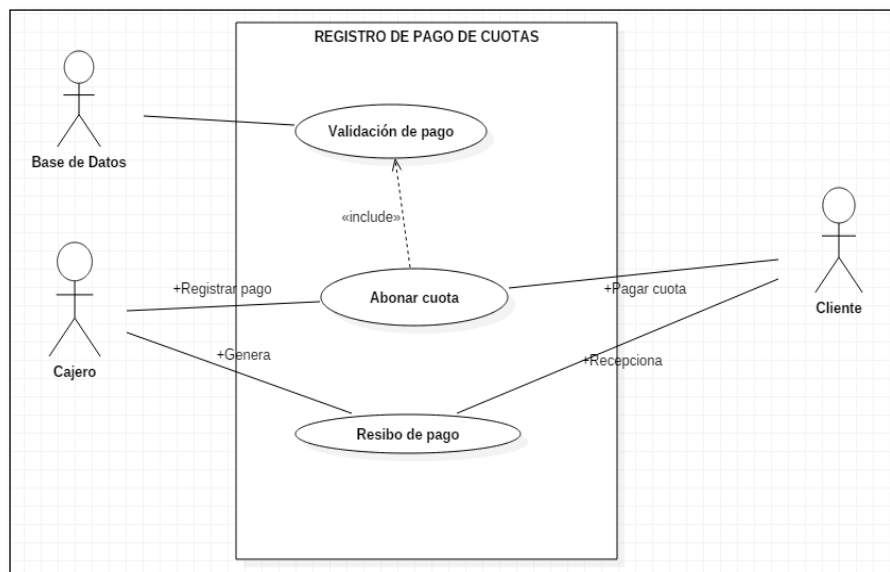 REGISTRO DE PAGO DE CUOTAS
Validación de pago
Base de Datos
«include»
+Registrar pago
Abonar cuota
+Pagar cuota
Cliente
+Genera
+Recepciona
Cajero
Resibo de pago